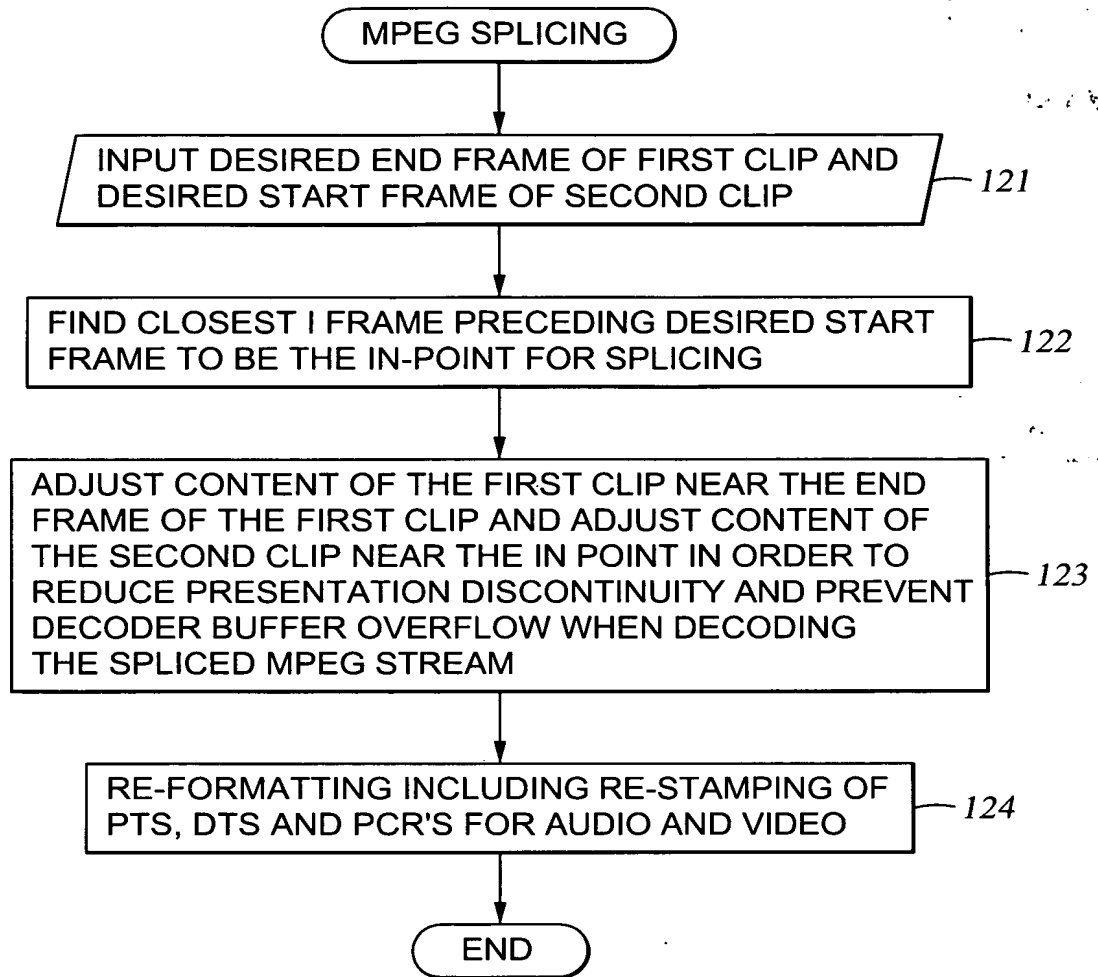 MPEG SPLICING
INPUT DESIRED END FRAME OF FIRST CLIP AND
DESIRED START FRAME OF SECOND CLIP
121
FIND CLOSEST I FRAME PRECEDING DESIRED START
FRAME TO BE THE IN-POINT FOR SPLICING
122
ADJUST CONTENT OF THE FIRST CLIP NEAR THE END
FRAME OF THE FIRST CLIP AND ADJUST CONTENT OF
THE SECOND CLIP NEAR THE IN POINT IN ORDER TO
REDUCE PRESENTATION DISCONTINUITY AND PREVENT
DECODER BUFFER OVERFLOW WHEN DECODING
THE SPLICED MPEG STREAM
123
RE-FORMATTING INCLUDING RE-STAMPING OF
PTS, DTS AND PCR'S FOR AUDIO AND VIDEO
124
END